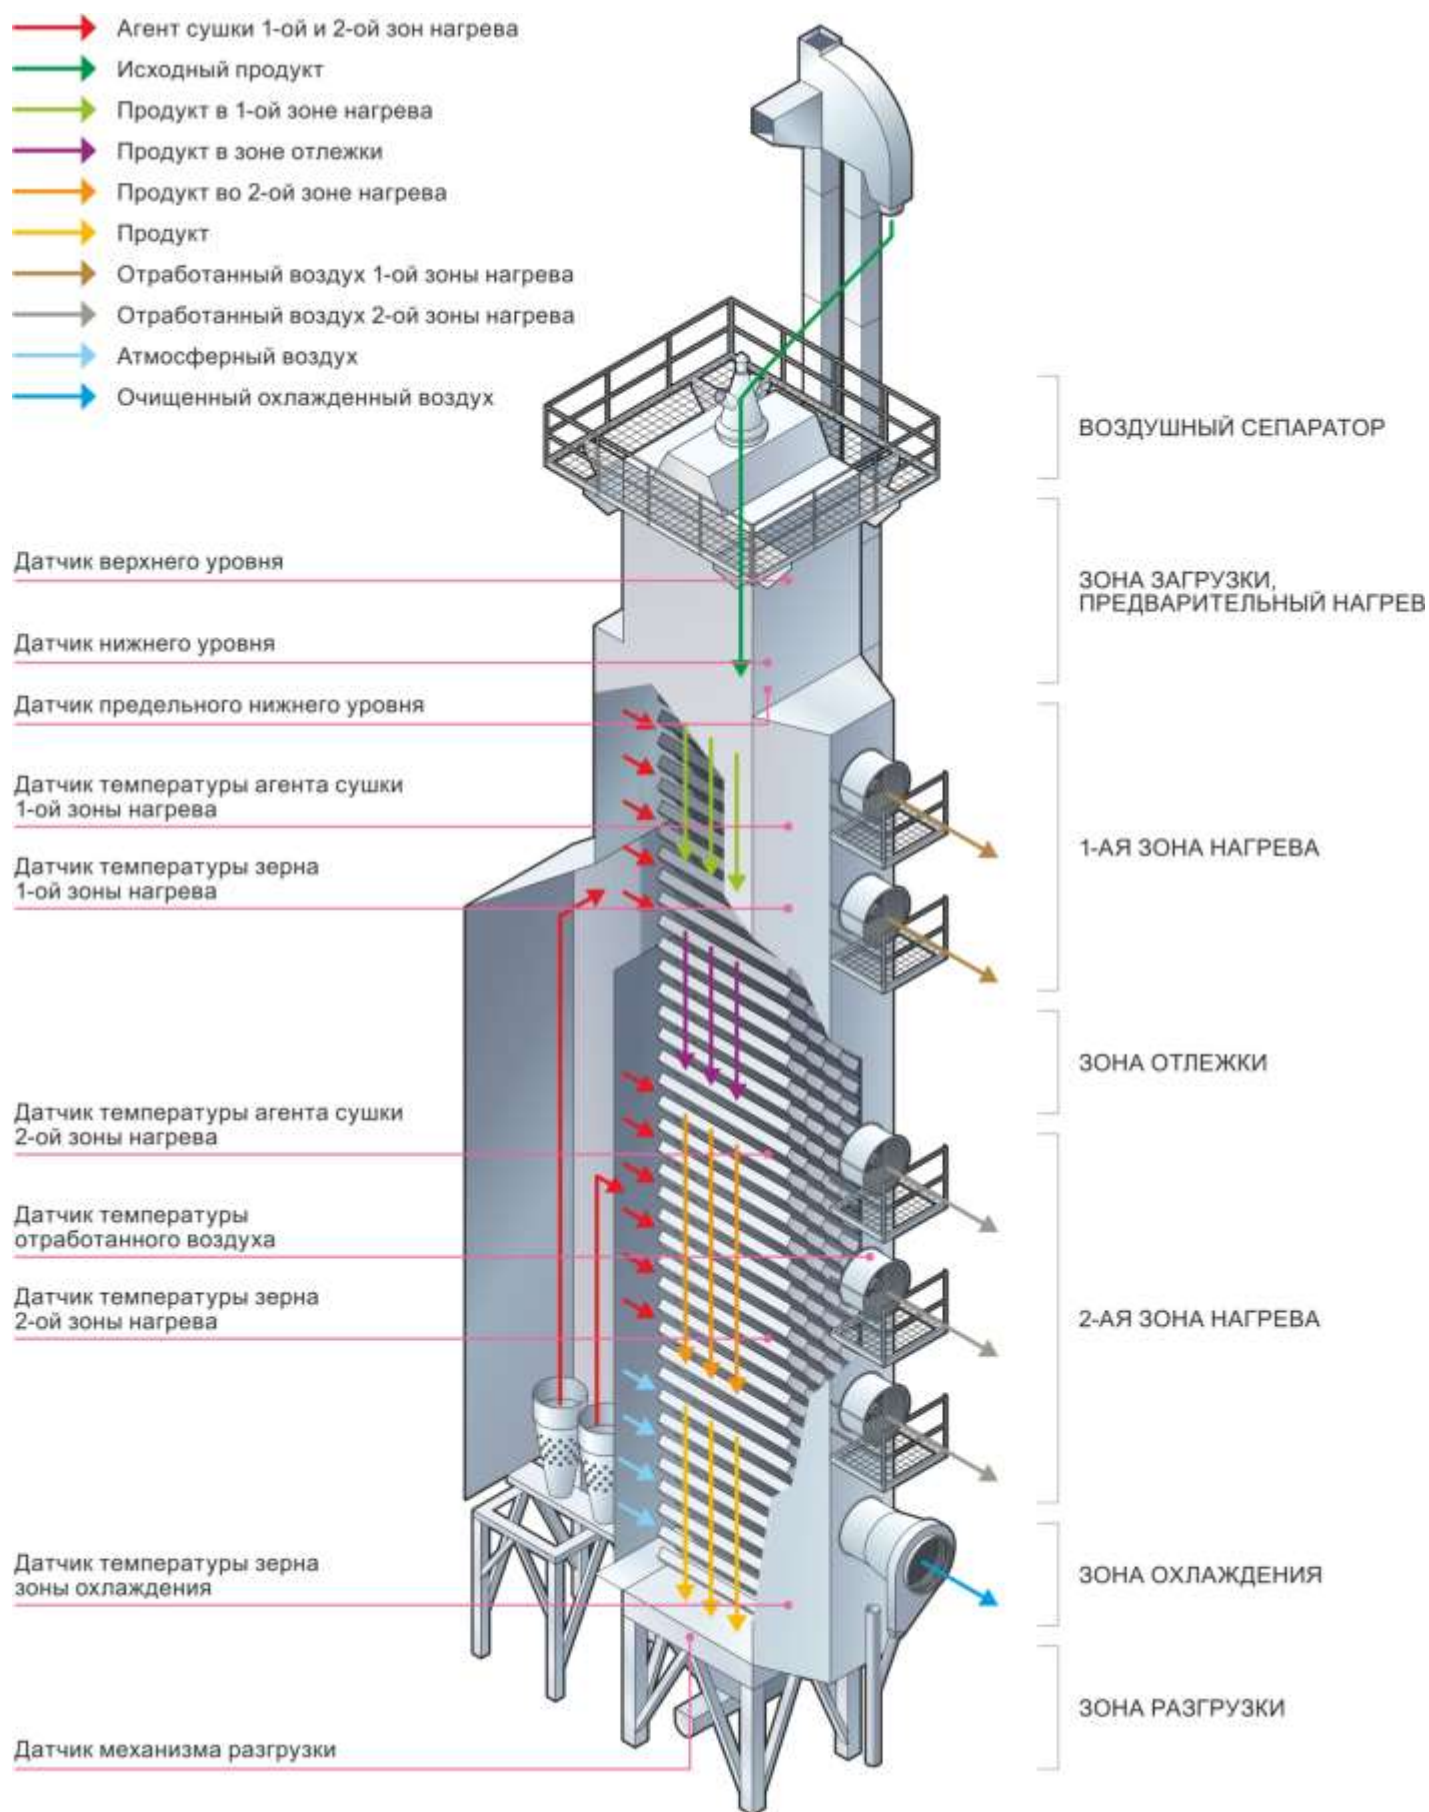 Агент сушки 1-ой и 2-ой зон нагрева
Исходный продукт
Продукт в 1-ой зоне нагрева
Продукт в зоне отлежки
Продукт во 2-ой зоне нагрева
Продукт
Отработанный воздух 1-ой зоны нагрева
Отработанный воздух 2-ой зоны нагрева
Атмосферный воздух
Очищенный охлажденный воздух
Датчик верхнего уровня
Датчик нижнего уровня
Датчик предельного нижнего уровня
Датчик температуры агента сушки
1-ой зоны нагрева
Датчик температуры зерна
1-ой зоны нагрева
Датчик температуры агента сушки
2-ой зоны нагрева
Датчик температуры
отработанного воздуха
Датчик температуры зерна
2-ой зоны нагрева
Датчик температуры зерна
зоны охлаждения
Датчик механизма разгрузки
ВОЗДУШНЫЙ СЕПАРАТОР
ЗОНА ЗАГРУЗКИ,
ПРЕДВАРИТЕЛЬНЫЙ НАГРЕВ
1-АЯ ЗОНА НАГРЕВА
ЗОНА ОТЛЕЖКИ
2-АЯ ЗОНА НАГРЕВА
ЗОНА ОХЛАЖДЕНИЯ
ЗОНА РАЗГРУЗКИ